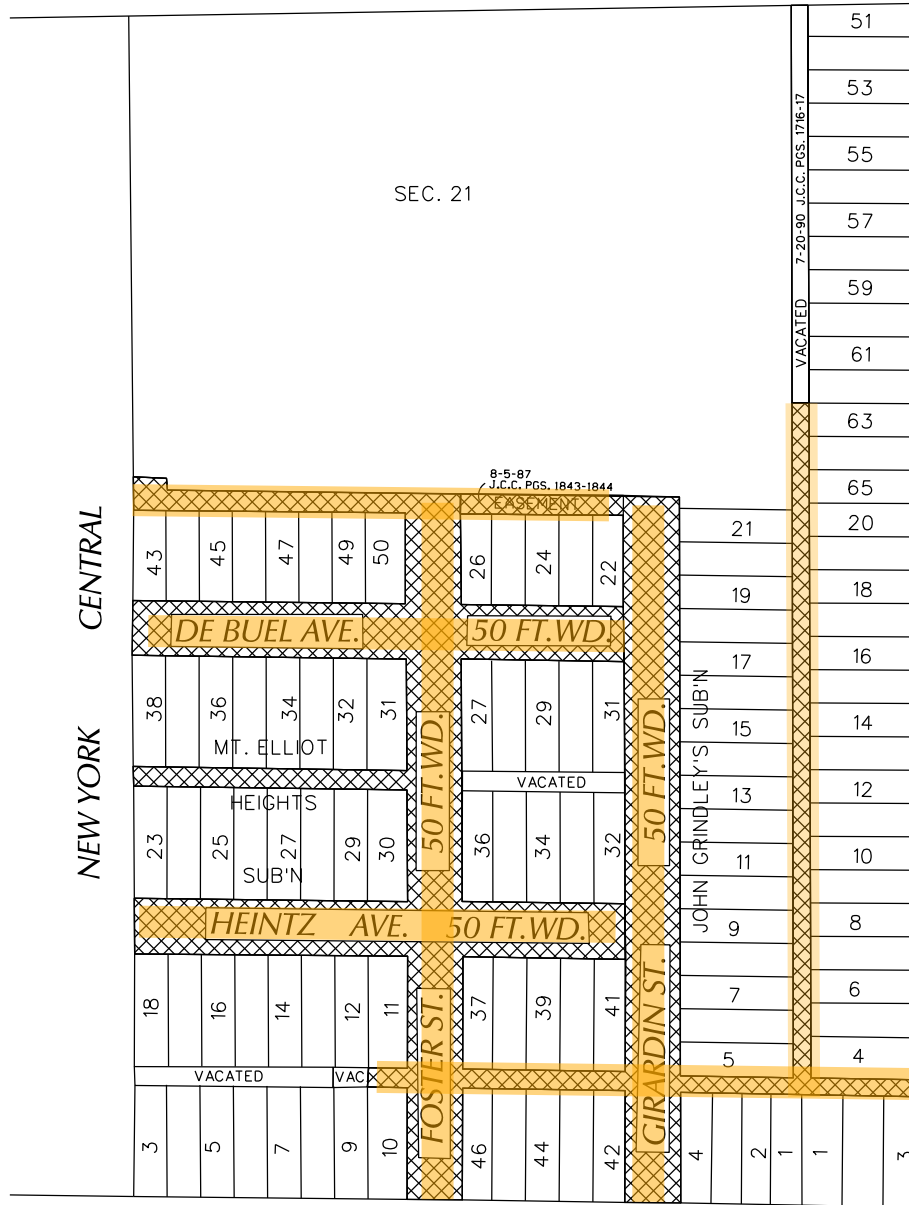 51
53
55
57
59
61
63
65
SEC. 21
VACATED 7-20-90 J.C.C. PGS. 1716-17
8-5-87
J.C.C. PGS. 1843-1844
EASEMENT
43 45 47 49 50 26 24 22
21
20
19
18
17
16
15
14
13
12
11
10
9
8
7
6
5
4
JOHN GRINDLEY'S SUB'N
DE BUEL AVE. 50 FT.WD.
38 36 34 32 31 27 29 31
MT. ELLIOT
HEIGHTS
SUB'N
VACATED
23 25 27 29 30 36 34 32
50 FT.WD.
50 FT.WD.
HEINTZ AVE. 50 FT.WD.
18 16 14 12 11 37 39 41
FOSTER ST.
GIRARDIN ST.
VACATED VAC
3 5 7 9 10 46 44 42 4 2 1 1
NEW YORK CENTRAL